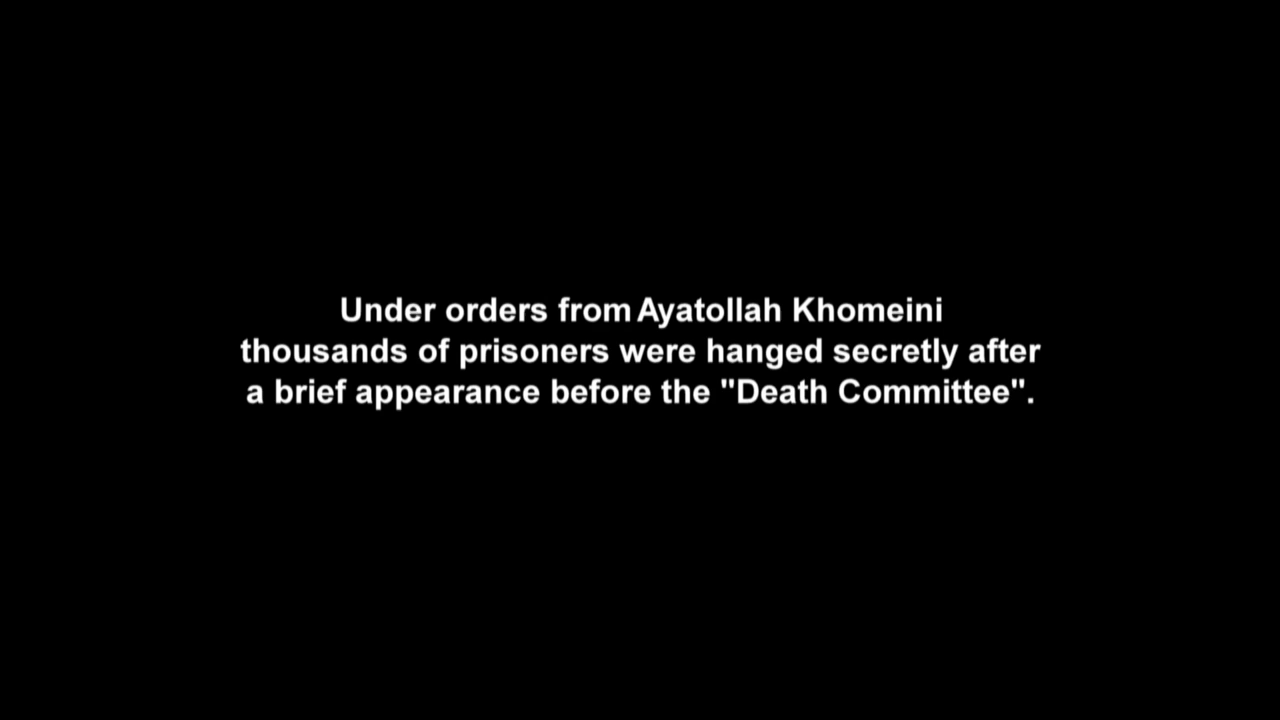 Under orders from Ayatollah Khomeini
thousands of prisoners were hanged secretly after
a brief appearance before the "Death Committee".